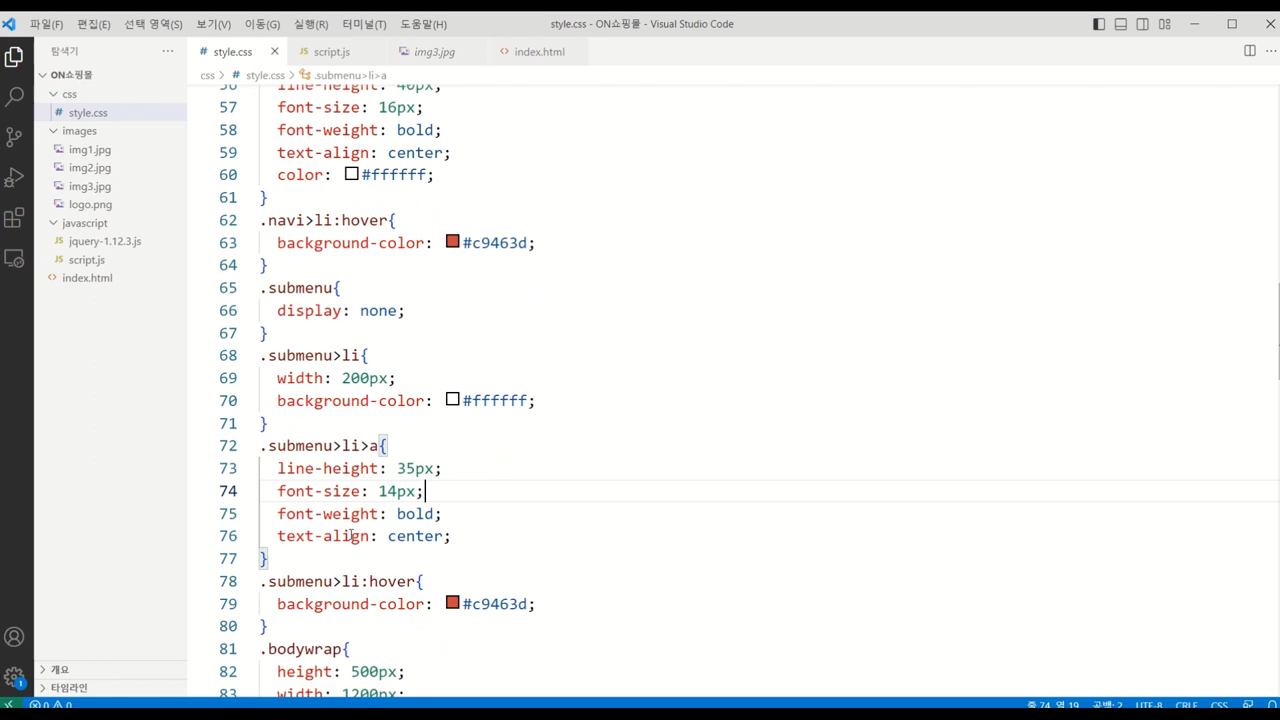 파일(F) 편집(E) 선택 영역(S) 보기(V) 이동(G) 실행(R) 터미널(T) 도움말(H) style.css - ON쇼핑몰 - Visual Studio Code
탐색기 ··· # style.css × JS script.js img3.jpg <> index.html ···
ON쇼핑몰
css > # style.css > .submenu>li>a
css
# style.css
images
img1.jpg
img2.jpg
img3.jpg
logo.png
javascript
JS jquery-1.12.3.js
JS script.js
<> index.html
개요
타임라인
56 line-height: 40px;
57 font-size: 16px;
58 font-weight: bold;
59 text-align: center;
60 color: #ffffff;
61 }
62 .navi>li:hover{
63 background-color: #c9463d;
64 }
65 .submenu{
66 display: none;
67 }
68 .submenu>li{
69 width: 200px;
70 background-color: #ffffff;
71 }
72 .submenu>li>a{
73 line-height: 35px;
74 font-size: 14px;
75 font-weight: bold;
76 text-align: center;
77 }
78 .submenu>li:hover{
79 background-color: #c9463d;
80 }
81 .bodywrap{
82 height: 500px;
83 width: 1200px;
1
0 0 줄 74, 열 19 공백: 2 UTF-8 CRLF CSS